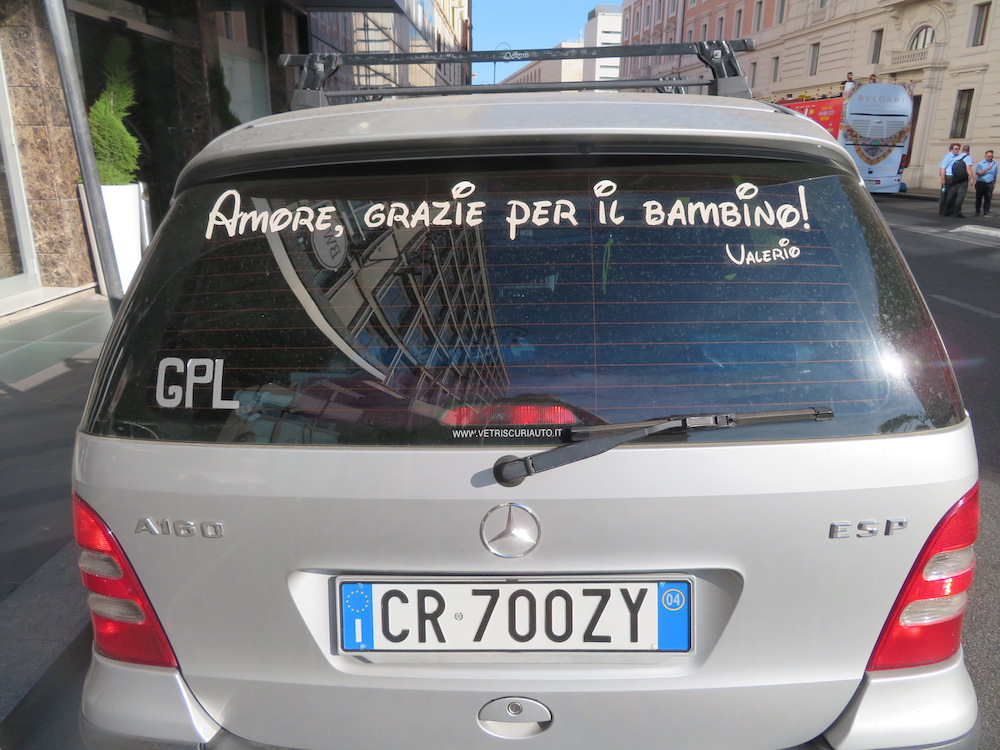 BVLGARI
AMORE, GRAZIE PER IL BAMBINO!
VALERIO
GPL
WWW.VETRISCURIAUTO.IT
A160
ESP
I CR 700ZY 04